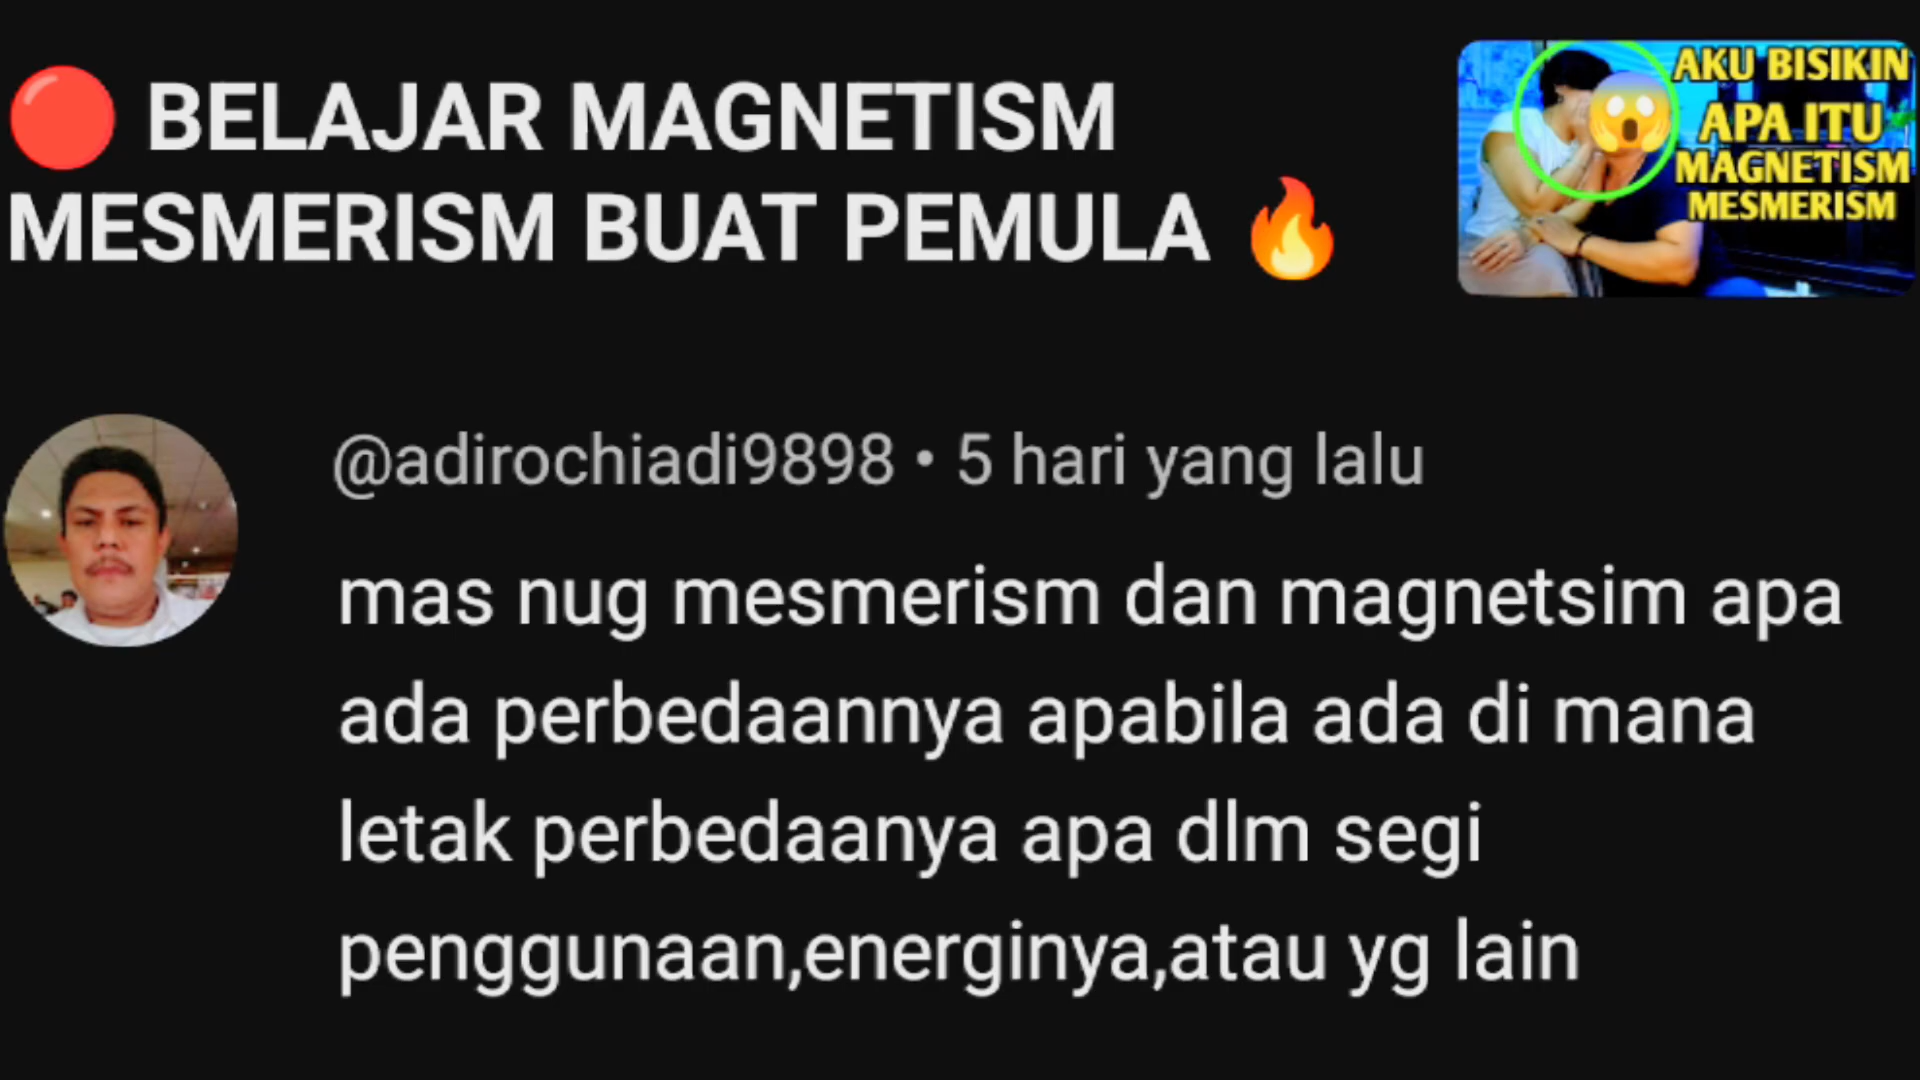 🔴 BELAJAR MAGNETISM
MESMERISM BUAT PEMULA 🔥
AKU BISIKIN
APA ITU
MAGNETISM
MESMERISM
@adirochiadi9898 • 5 hari yang lalu
mas nug mesmerism dan magnetsim apa
ada perbedaannya apabila ada di mana
letak perbedaanya apa dlm segi
penggunaan,energinya,atau yg lain